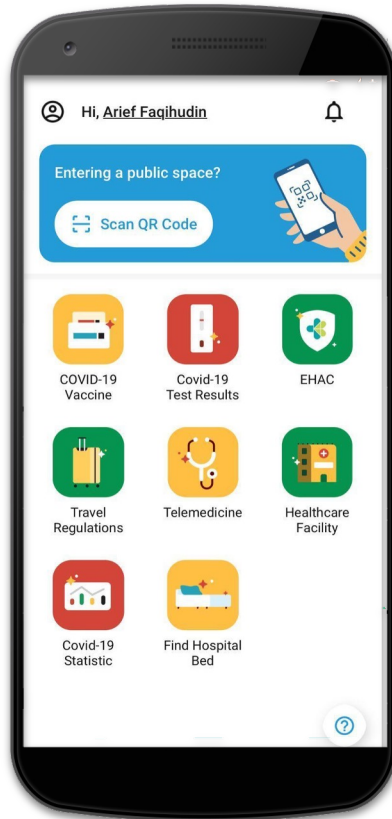 Hi, Arief Faqihudin
Entering a public space?
Scan QR Code
COVID-19
Vaccine
Covid-19
Test Results
EHAC
Travel
Regulations
Telemedicine
Healthcare
Facility
Covid-19
Statistic
Find Hospital
Bed
?